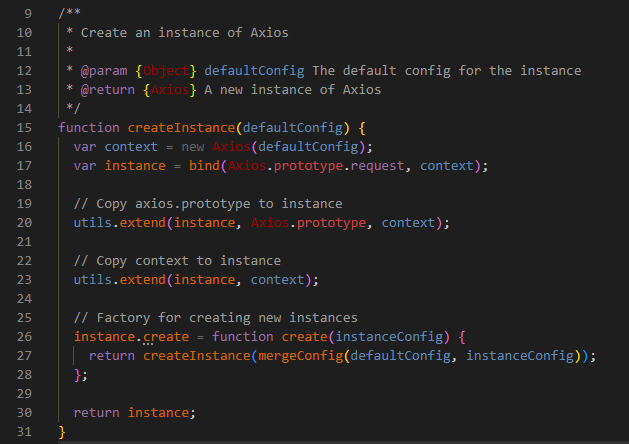 9 /**
10  * Create an instance of Axios
11  *
12  * @param {Object} defaultConfig The default config for the instance
13  * @return {Axios} A new instance of Axios
14  */
15 function createInstance(defaultConfig) {
16   var context = new Axios(defaultConfig);
17   var instance = bind(Axios.prototype.request, context);
18
19   // Copy axios.prototype to instance
20   utils.extend(instance, Axios.prototype, context);
21
22   // Copy context to instance
23   utils.extend(instance, context);
24
25   // Factory for creating new instances
26   instance.create = function create(instanceConfig) {
27     return createInstance(mergeConfig(defaultConfig, instanceConfig));
28   };
29
30   return instance;
31 }